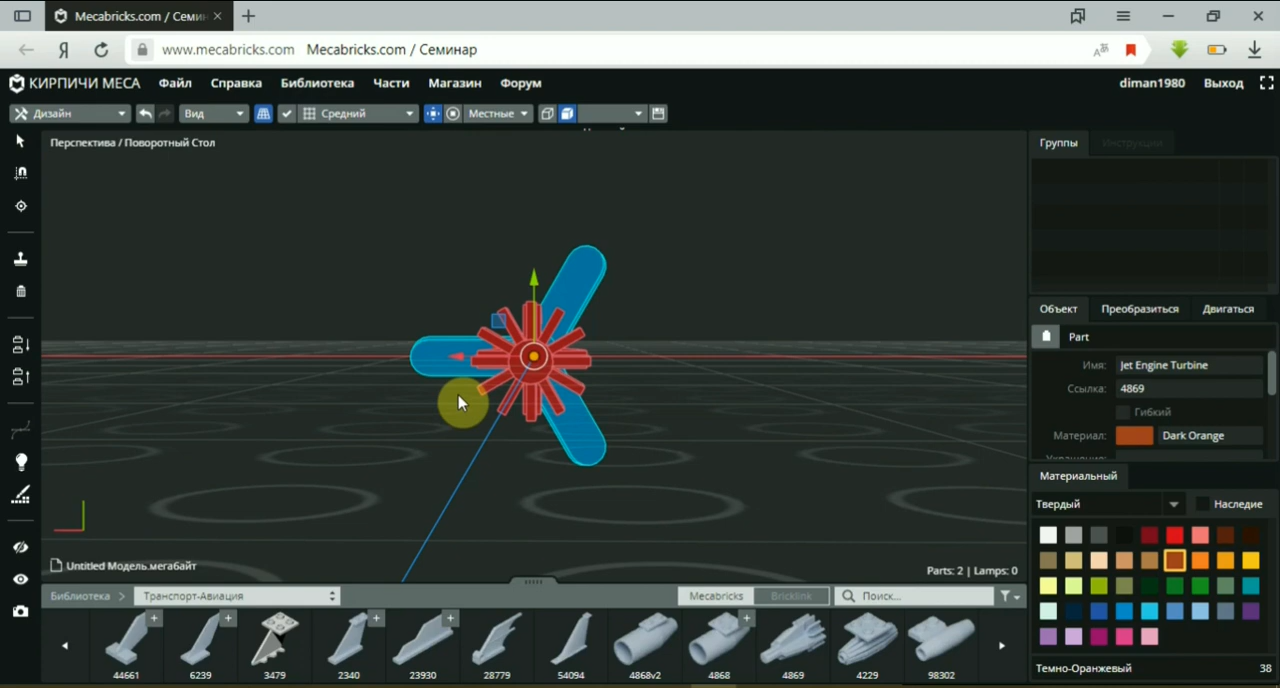 Mecabricks.com / Семин
www.mecabricks.com Mecabricks.com / Семинар
КИРПИЧИ МЕСА Файл Справка Библиотека Части Магазин Форум diman1980 Выход
Дизайн Вид Средний Местные
Перспектива / Поворотный Стол
Группы Инструкции
Объект Преобразиться Двигаться
Part
Имя: Jet Engine Turbine
Ссылка: 4869
Гибкий
Материал: Dark Orange
Материальный
Твердый Наследие
Untitled Модель.мегабайт Parts: 2 | Lamps: 0
Библиотека Транспорт-Авиация Mecabricks Bricklink Поиск...
44661 6239 3479 2340 23930 28779 54094 4868v2 4868 4869 4229 98302
Темно-Оранжевый 38